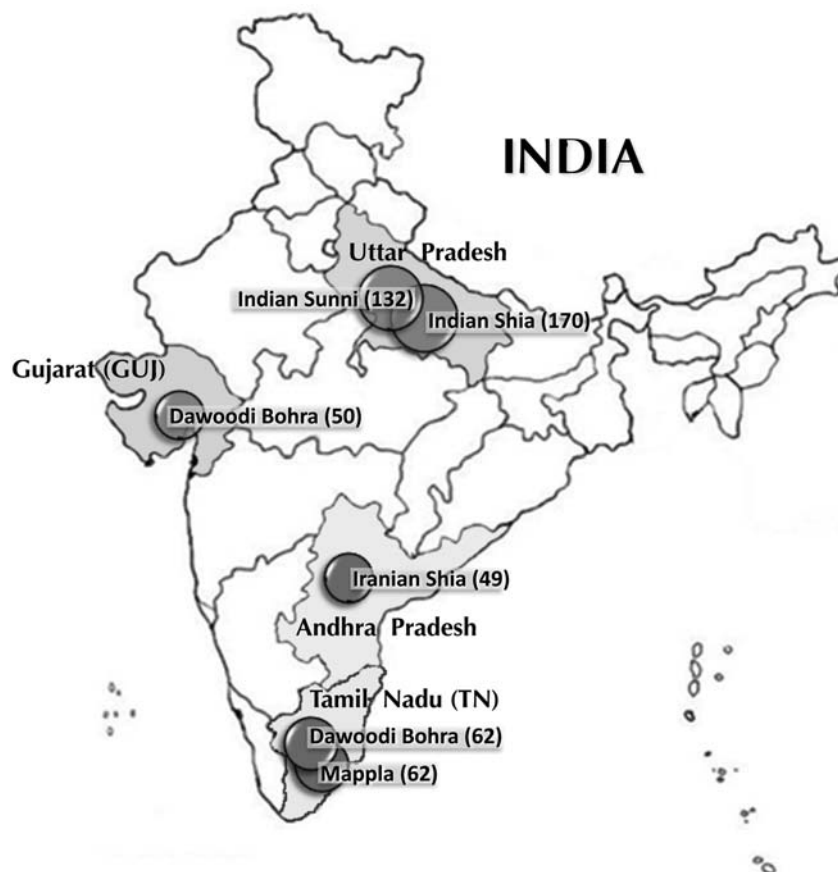 INDIA
Uttar Pradesh
Indian Sunni (132)
Indian Shia (170)
Gujarat (GUJ)
Dawoodi Bohra (50)
Iranian Shia (49)
Andhra Pradesh
Tamil Nadu (TN)
Dawoodi Bohra (62)
Mappla (62)